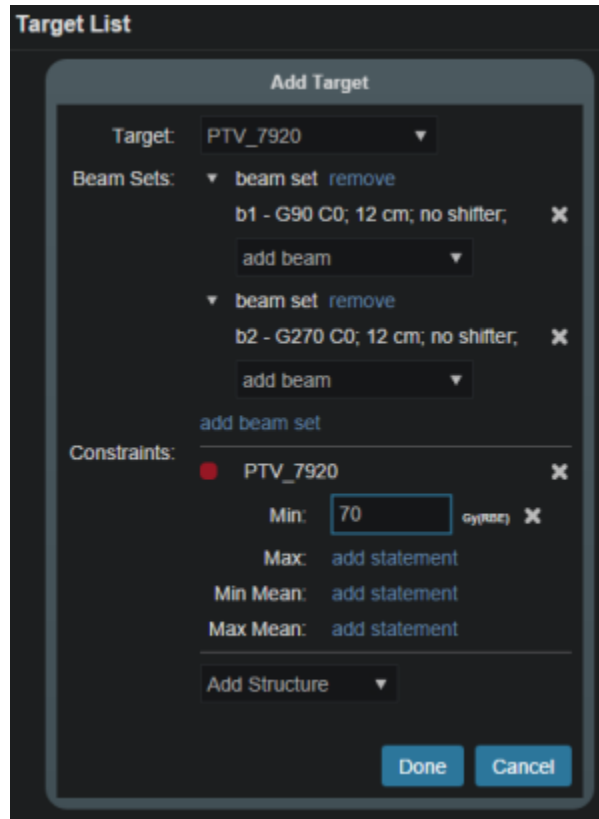 Target List
Add Target
Target: PTV_7920
Beam Sets: beam set remove
b1 - G90 C0; 12 cm; no shifter;
add beam
beam set remove
b2 - G270 C0; 12 cm; no shifter;
add beam
add beam set
Constraints:
PTV_7920
Min: 70 Gy(RBE)
Max: add statement
Min Mean: add statement
Max Mean: add statement
Add Structure
Done Cancel